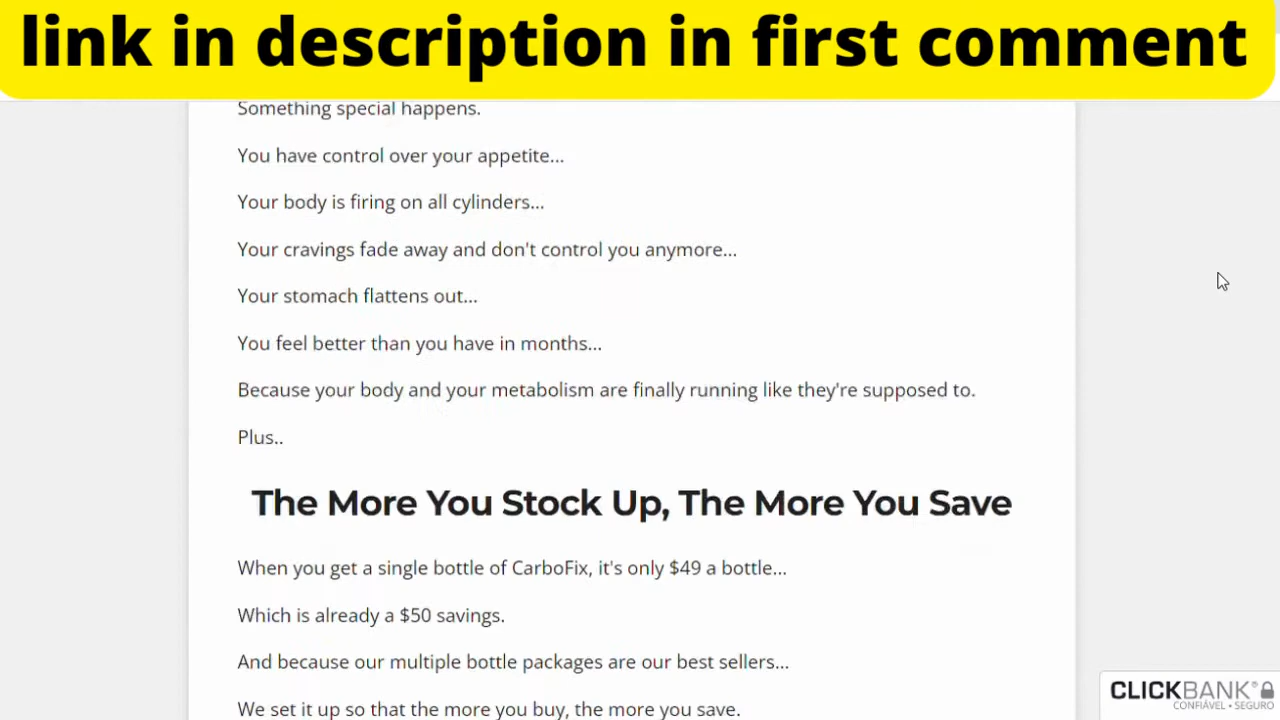 link in description in first comment
Something special happens.
You have control over your appetite...
Your body is firing on all cylinders...
Your cravings fade away and don't control you anymore...
Your stomach flattens out...
You feel better than you have in months...
Because your body and your metabolism are finally running like they're supposed to.
Plus..
The More You Stock Up, The More You Save
When you get a single bottle of CarboFix, it's only $49 a bottle...
Which is already a $50 savings.
And because our multiple bottle packages are our best sellers...
We set it up so that the more you buy, the more you save.
CLICKBANK®
CONFIÁVEL • SEGURO